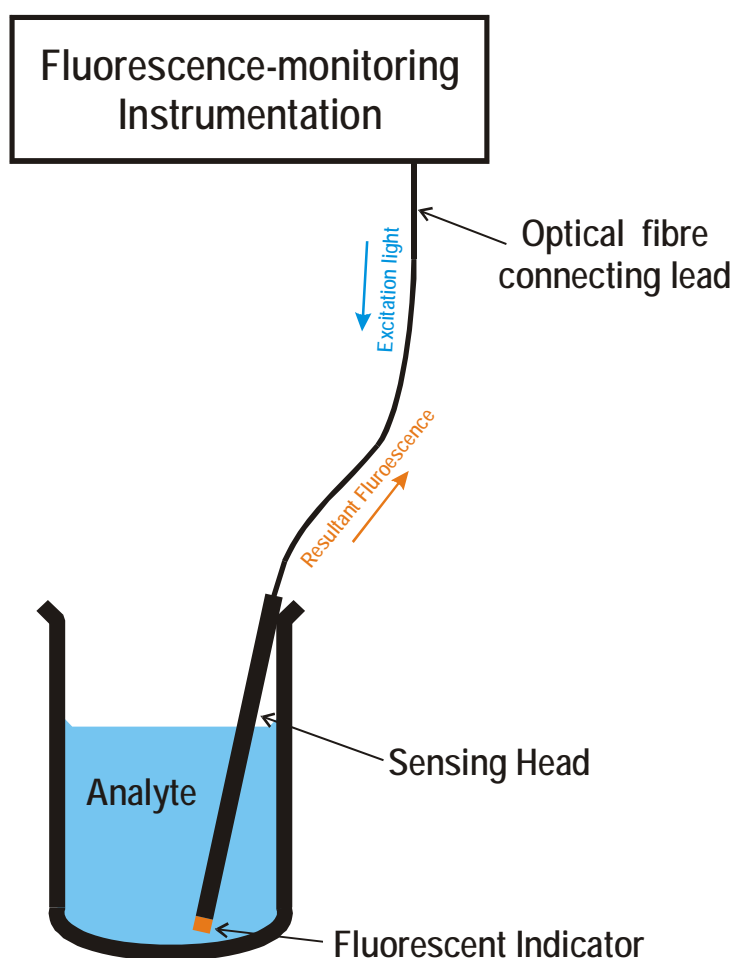 Fluorescence-monitoring
Instrumentation
Optical fibre
connecting lead
Excitation light
Resultant Fluroescence
Sensing Head
Analyte
Fluorescent Indicator